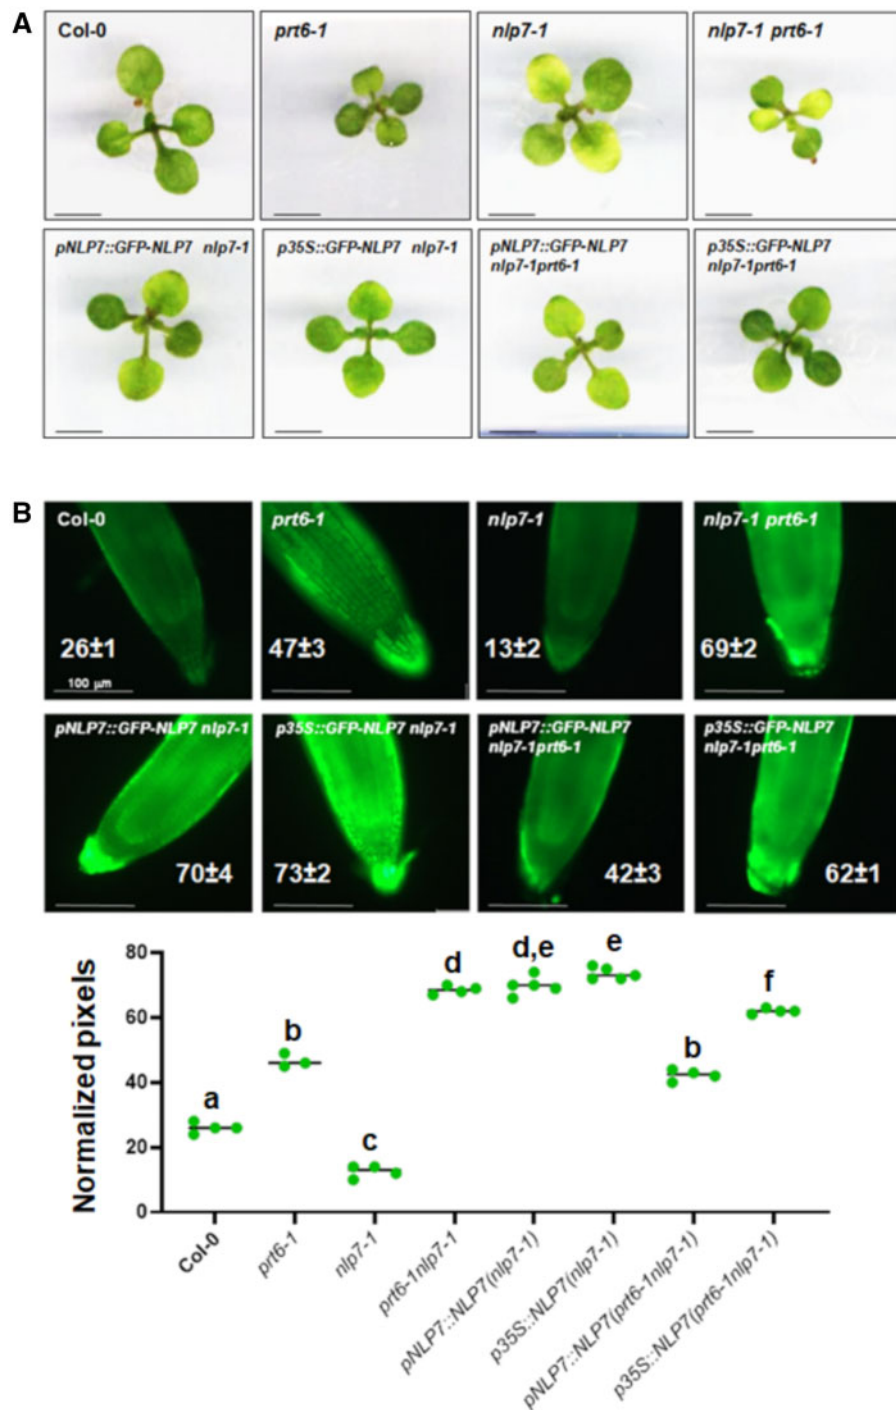 A
Col-0
prt6-1
nlp7-1
nlp7-1 prt6-1
pNLP7::GFP-NLP7 nlp7-1
p35S::GFP-NLP7 nlp7-1
pNLP7::GFP-NLP7
nlp7-1prt6-1
p35S::GFP-NLP7
nlp7-1prt6-1
B
Col-0
26±1
100 µm
prt6-1
47±3
nlp7-1
13±2
nlp7-1 prt6-1
69±2
pNLP7::GFP-NLP7 nlp7-1
70±4
p35S::GFP-NLP7 nlp7-1
73±2
pNLP7::GFP-NLP7
nlp7-1prt6-1
42±3
p35S::GFP-NLP7
nlp7-1prt6-1
62±1
Normalized pixels
80
60
40
20
0
a
b
c
d
d,e
e
b
f
Col-0
prt6-1
nlp7-1
prt6-1nlp7-1
pNLP7::NLP7(nlp7-1)
p35S::NLP7(nlp7-1)
pNLP7::NLP7(prt6-1nlp7-1)
p35S::NLP7(prt6-1nlp7-1)